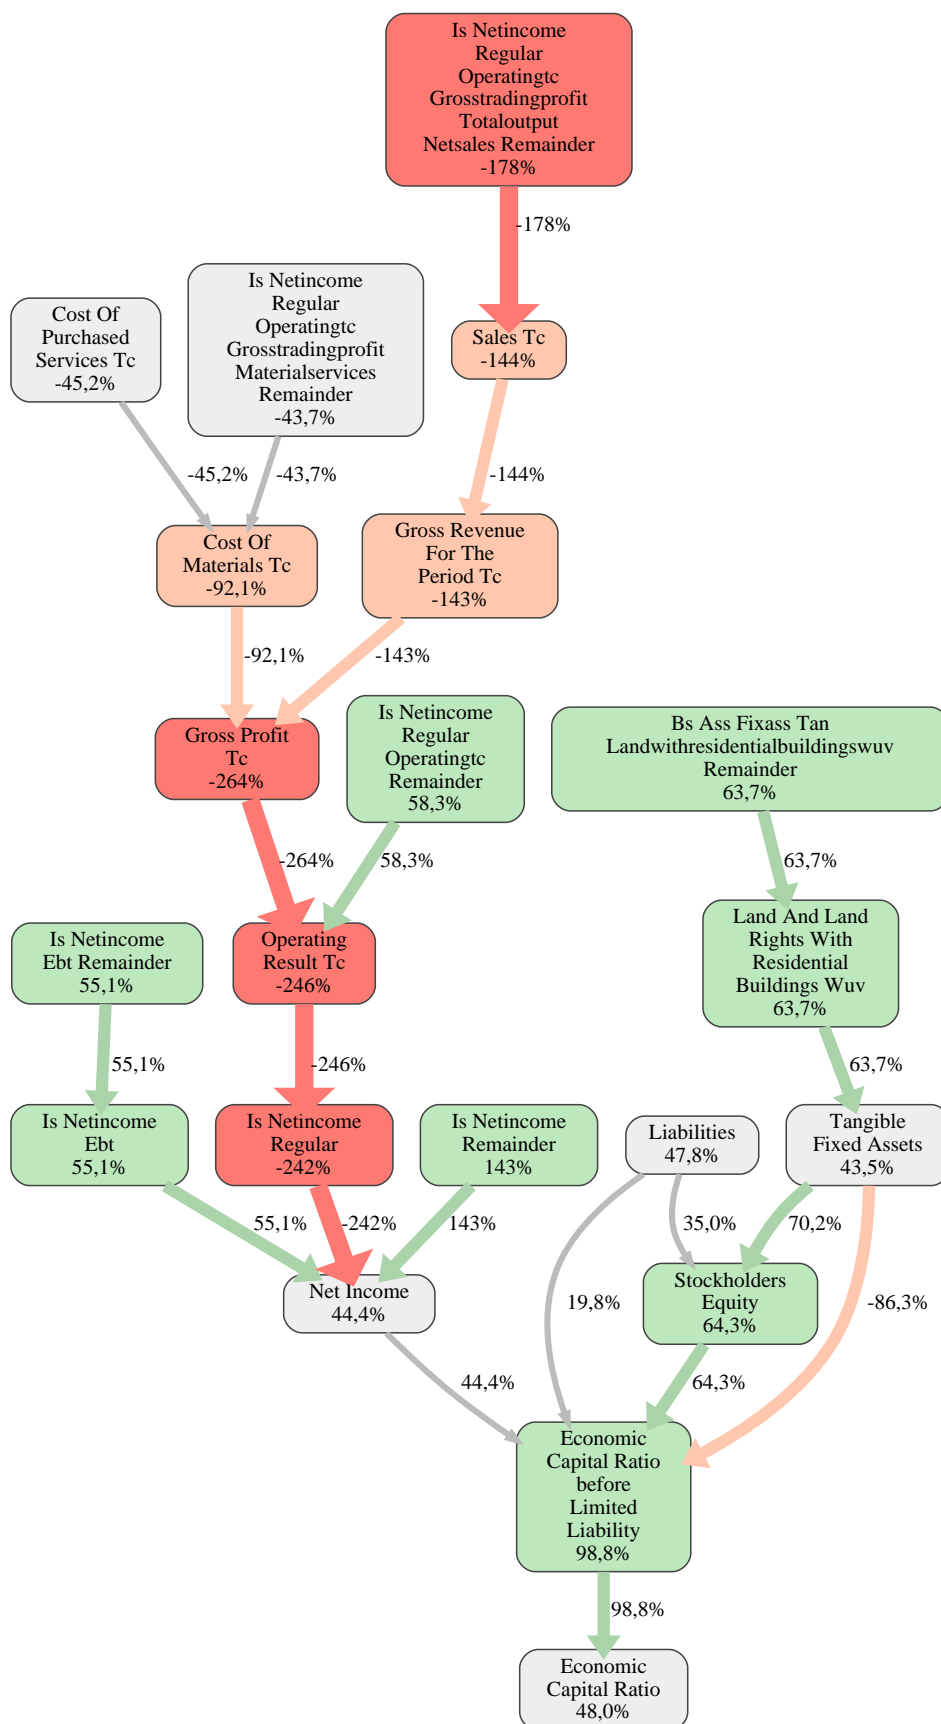 Is Netincome
Regular
Operatingtc
Grosstradingprofit
Totaloutput
Netsales Remainder
-178%
-178%
Cost Of
Purchased
Services Tc
-45,2%
Is Netincome
Regular
Operatingtc
Grosstradingprofit
Materialservices
Remainder
-43,7%
Sales Tc
-144%
-45,2%
-43,7%
-144%
Cost Of
Materials Tc
-92,1%
Gross Revenue
For The
Period Tc
-143%
-92,1%
-143%
Gross Profit
Tc
-264%
Is Netincome
Regular
Operatingtc
Remainder
58,3%
Bs Ass Fixass Tan
Landwithresidentialbuildingswuv
Remainder
63,7%
-264%
58,3%
63,7%
Is Netincome
Ebt Remainder
55,1%
Operating
Result Tc
-246%
Land And Land
Rights With
Residential
Buildings Wuv
63,7%
55,1%
-246%
63,7%
Is Netincome
Ebt
55,1%
Is Netincome
Regular
-242%
Is Netincome
Remainder
143%
Liabilities
47,8%
Tangible
Fixed Assets
43,5%
55,1%
-242%
143%
35,0%
70,2%
Net Income
44,4%
19,8%
Stockholders
Equity
64,3%
-86,3%
44,4%
64,3%
Economic
Capital Ratio
before
Limited
Liability
98,8%
98,8%
Economic
Capital Ratio
48,0%